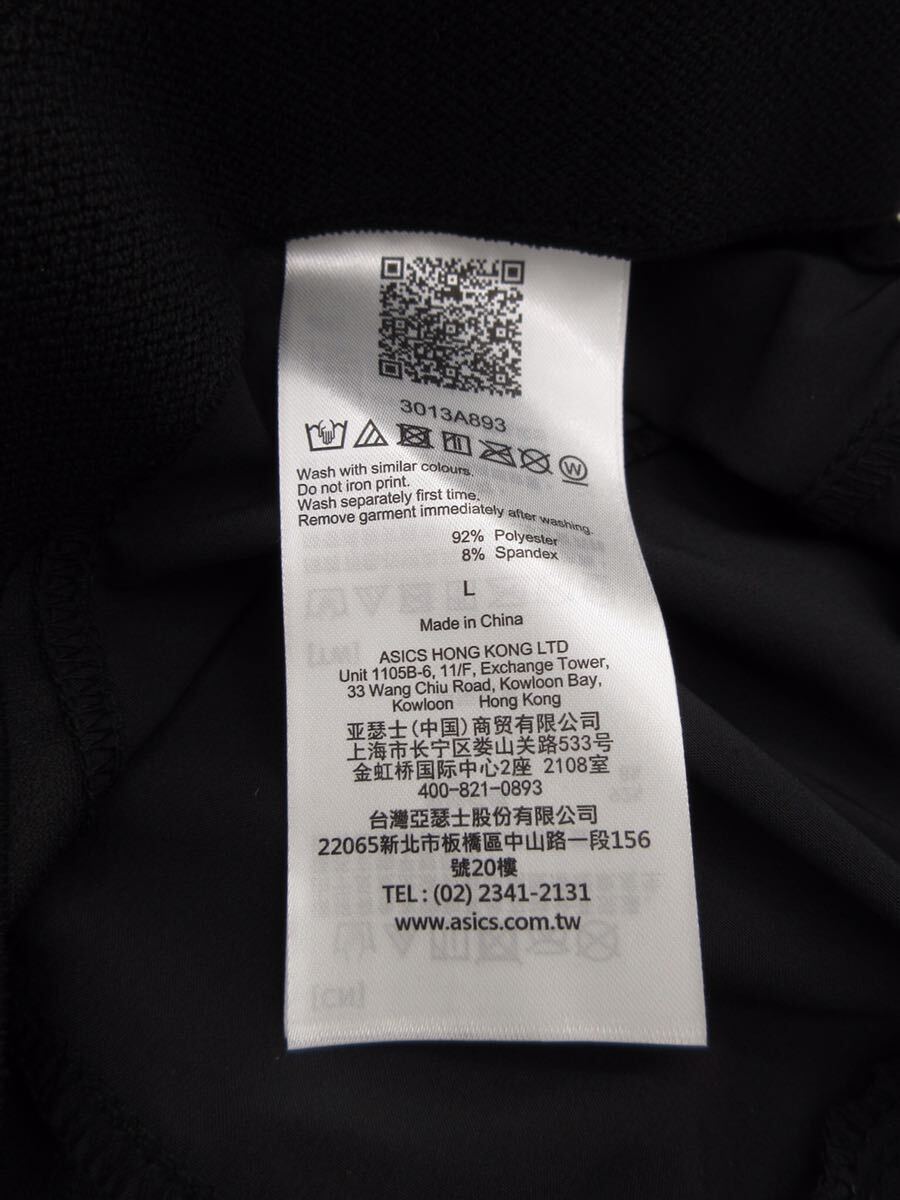 3013A893
Wash with similar colours.
Do not iron print.
Wash separately first time.
Remove garment immediately after washing.
92% Polyester
8% Spandex
L
Made in China
ASICS HONG KONG LTD
Unit 1105B-6, 11/F, Exchange Tower,
33 Wang Chiu Road, Kowloon Bay,
Kowloon Hong Kong
亚瑟士(中国)商贸有限公司
上海市长宁区娄山关路533号
金虹桥国际中心2座 2108室
400-821-0893
台灣亞瑟士股份有限公司
22065新北市板橋區中山路一段156
號20樓
TEL: (02) 2341-2131
www.asics.com.tw